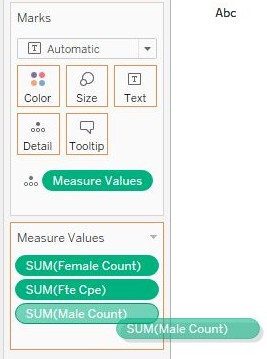 Marks
Abc
T Automatic
Color Size Text
Detail Tooltip
Measure Values
Measure Values
SUM(Female Count)
SUM(Fte Cpe)
SUM(Male Count)
SUM(Male Count)